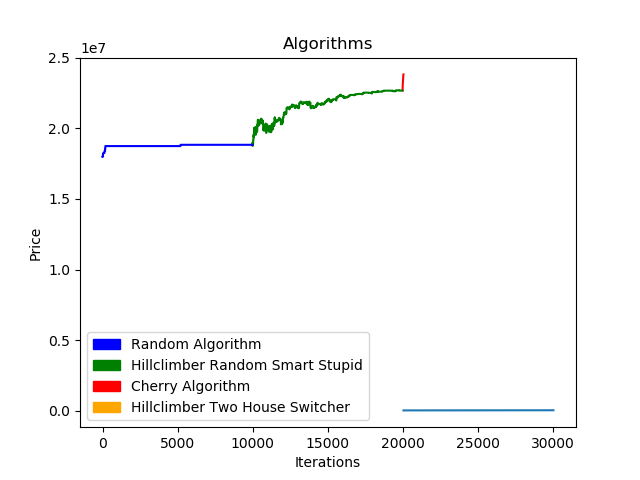 Algorithms
1e7
2.5
2.0
1.5
1.0
0.5
0.0
Price
Random Algorithm
Hillclimber Random Smart Stupid
Cherry Algorithm
Hillclimber Two House Switcher
0 5000 10000 15000 20000 25000 30000
Iterations